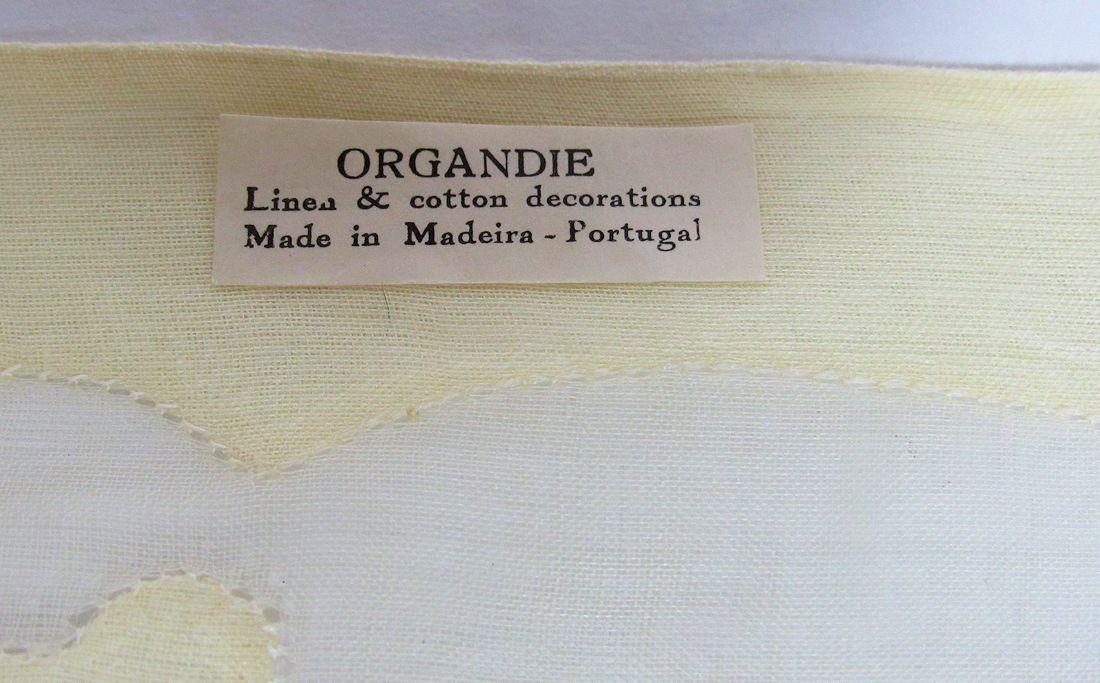 ORGANDIE
Linen & cotton decorations
Made in Madeira - Portugal